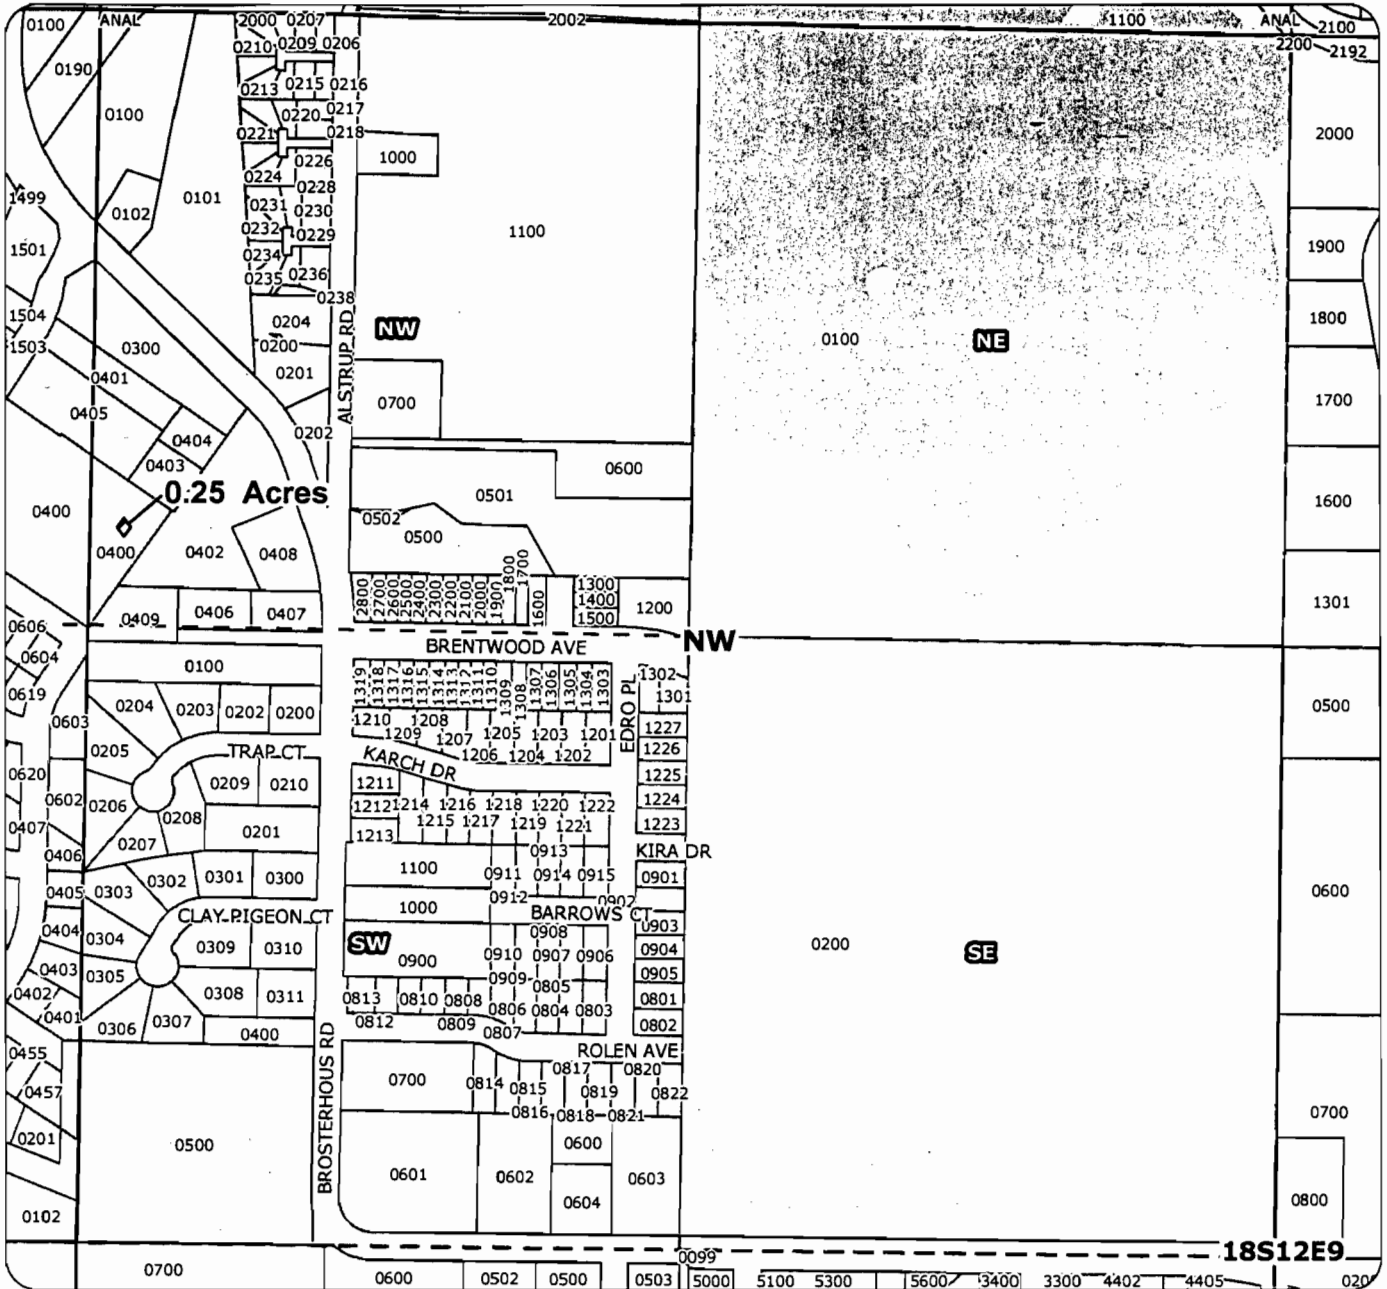 0100 ANAL 2000 0207 2002 1100 ANAL 2100
0210 0209 0206 2200 2192
0190
0213 0215 0216
0100 0217
0220
0221 0218 2000
1000
0226
0224
0228
1499 0102 0101 0231 0230
0232 0229 1100
1501 0234 1900
0235 0236
0238
1504 0204 1800
NW
1503 0300 0200 0100 NE
0401 0201
ALSTRUP RD
0405 0700 1700
0404 0202
0403 0600
0.25 Acres 0501
0400 0502 1600
0400 0402 0408 0500
2800 2700 2600 2500 2400 2300 2200 2100 2000 1900 1800 1700 1600
1300
1400
1500
1200 1301
0409 0406 0407
0606
BRENTWOOD AVE NW
0604 0100
1319 1318 1317 1316 1315 1314 1313 1312 1311 1310 1309 1308 1307 1306 1305 1304 1303
1302
0619 1301
0204 0203 0202 0200 0500
0603 1210 1208 1227
1209 1207 1205 1203 1201
EDRO PL
0205 TRAP CT 1206 1204 1202 1226
KARCH DR
0620 0209 0210 1211 1225
0602 0206 1212 1214 1216 1218 1220 1222 1224
0208 1215 1217 1219 1221 1223
0407 0207 0201 1213
0406 0913 KIRA DR
0302 0301 0300 1100 0911 0914 0915 0901
0405 0303 0912 0902 0600
CLAY PIGEON CT 1000 BARROWS CT
0404 0304 0908 0903
0309 0310 SW 0910 0907 0906 0904 0200 SE
0403 0305 0900 0909 0905
0402 0308 0311 0813 0810 0808 0805 0801
0401 0306 0307 0812 0809 0806 0804 0803 0802
0400 0807
BROSTERHOUS RD
0455 ROLEN AVE
0817 0820
0457 0700 0814 0815 0819 0822
0816 0818 0821 0700
0201 0500 0600
0601 0602 0603
0604 0800
0102
18S12E9
0099
0700 0600 0502 0500 0503 5000 5100 5300 5600 3400 3300 4402 4405